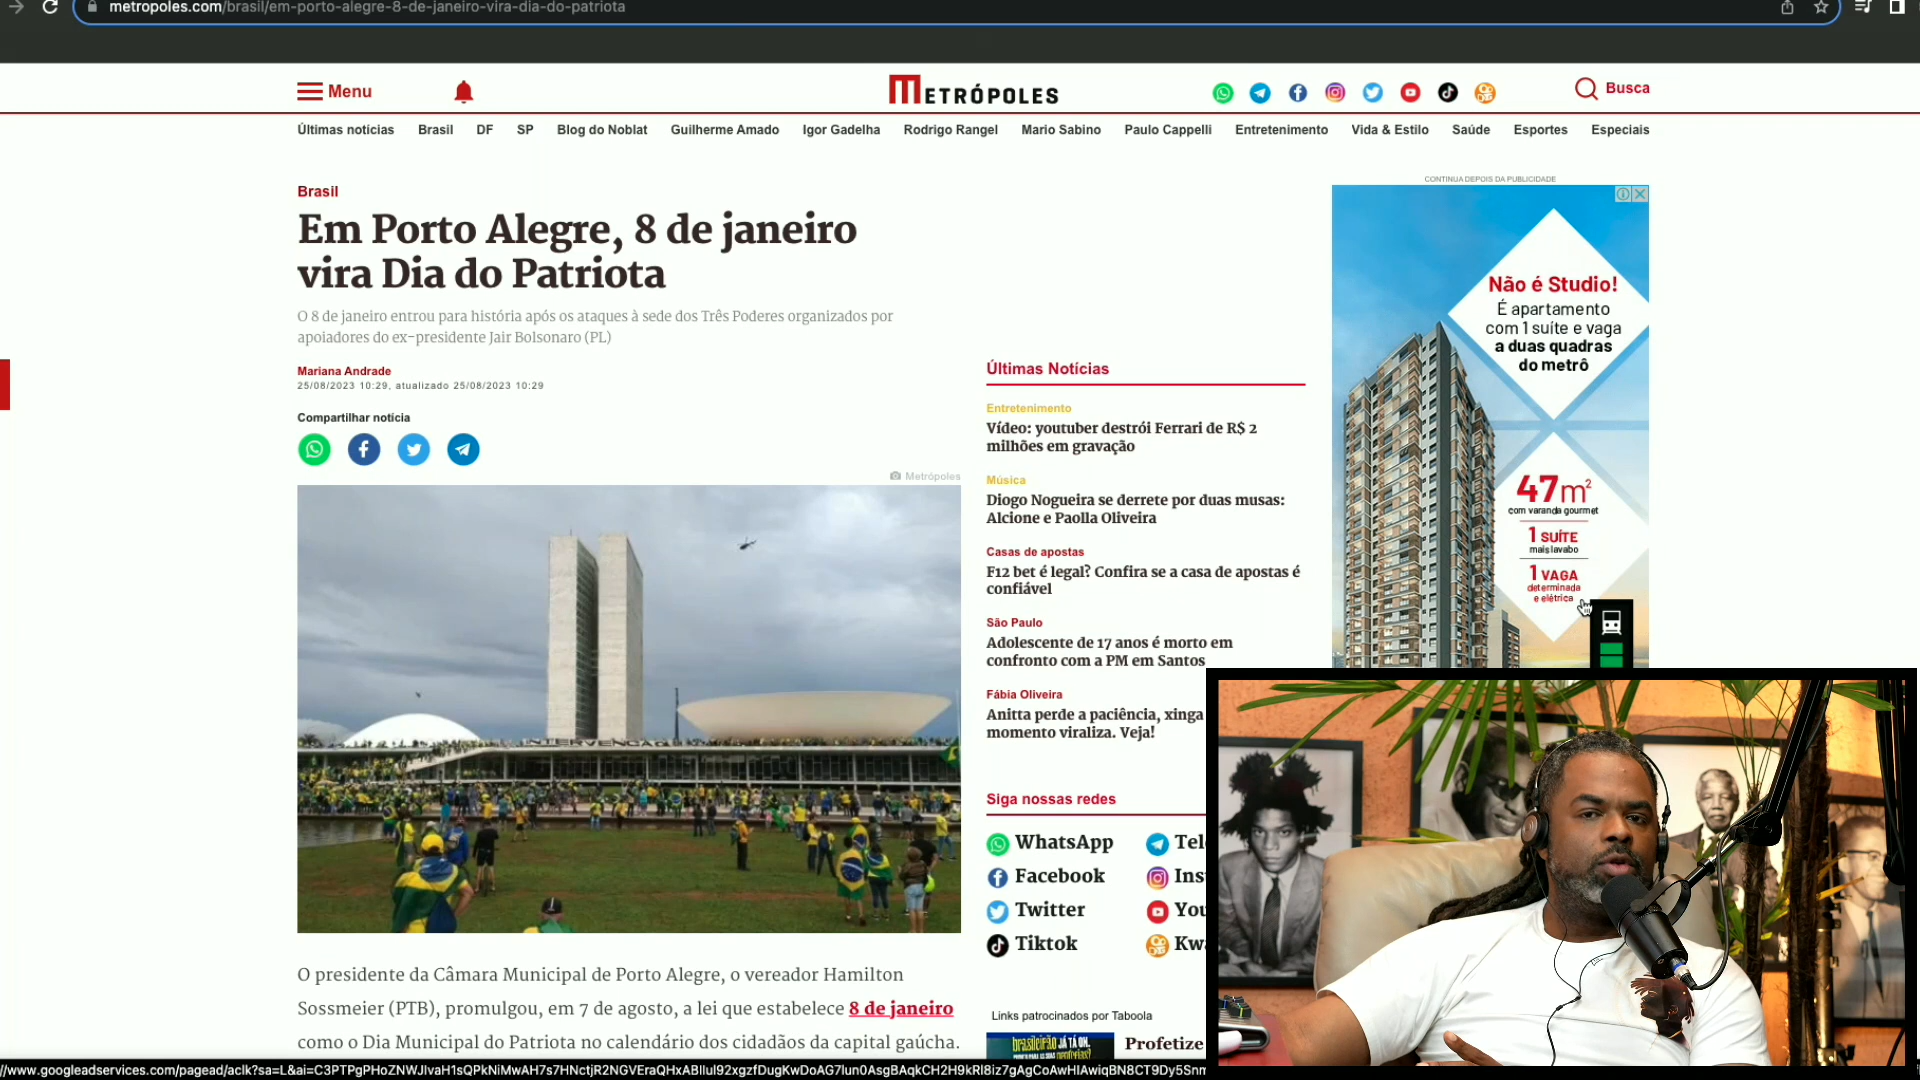 metropoles.com/brasil/em-porto-alegre-8-de-janeiro-vira-dia-do-patriota
Menu
METRÓPOLES
Busca
Últimas notícias Brasil DF SP Blog do Noblat Guilherme Amado Igor Gadelha Rodrigo Rangel Mario Sabino Paulo Cappelli Entretenimento Vida & Estilo Saúde Esportes Especiais
Brasil
Em Porto Alegre, 8 de janeiro
vira Dia do Patriota
O 8 de janeiro entrou para história após os ataques à sede dos Três Poderes organizados por
apoiadores do ex-presidente Jair Bolsonaro (PL)
Mariana Andrade
25/08/2023 10:29, atualizado 25/08/2023 10:29
Compartilhar notícia
Metrópoles
INTERVENÇÃO
O presidente da Câmara Municipal de Porto Alegre, o vereador Hamilton
Sossmeier (PTB), promulgou, em 7 de agosto, a lei que estabelece 8 de janeiro
como o Dia Municipal do Patriota no calendário dos cidadãos da capital gaúcha.
Últimas Notícias
Entretenimento
Vídeo: youtuber destrói Ferrari de R$ 2
milhões em gravação
Música
Diogo Nogueira se derrete por duas musas:
Alcione e Paolla Oliveira
Casas de apostas
F12 bet é legal? Confira se a casa de apostas é
confiável
São Paulo
Adolescente de 17 anos é morto em
confronto com a PM em Santos
Fábia Oliveira
Anitta perde a paciência, xinga
momento viraliza. Veja!
Siga nossas redes
WhatsApp Tel
Facebook Ins
Twitter You
Tiktok Kw
Links patrocinados por Taboola
brasileirão JÁ TÁ ON.
Profetize
CONTINUA DEPOIS DA PUBLICIDADE
Não é Studio!
É apartamento
com 1 suíte e vaga
a duas quadras
do metrô
47m²
com varanda gourmet
1 SUÍTE
mais lavabo
1 VAGA
determinada
e elétrica